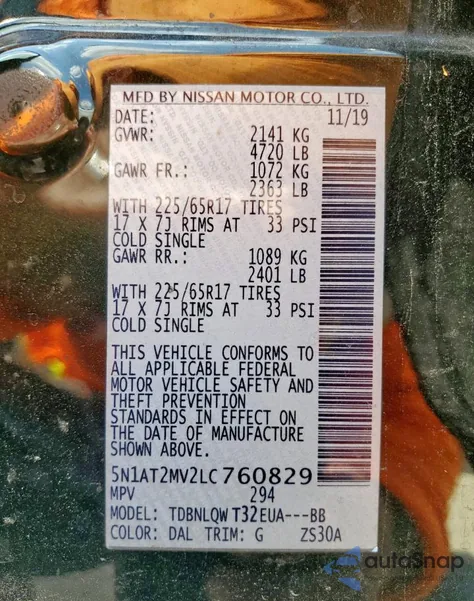 MFD BY NISSAN MOTOR CO., LTD.
DATE: 11/19
GVWR: 2141 KG
4720 LB
GAWR FR.: 1072 KG
2363 LB
WITH 225/65R17 TIRES
17 X 7J RIMS AT 33 PSI
COLD SINGLE
GAWR RR.: 1089 KG
2401 LB
WITH 225/65R17 TIRES
17 X 7J RIMS AT 33 PSI
COLD SINGLE
THIS VEHICLE CONFORMS TO
ALL APPLICABLE FEDERAL
MOTOR VEHICLE SAFETY AND
THEFT PREVENTION
STANDARDS IN EFFECT ON
THE DATE OF MANUFACTURE
SHOWN ABOVE.
5N1AT2MV2LC760829
MPV 294
MODEL: TDBNLQW T32EUA---BB
COLOR: DAL TRIM: G ZS30A
autoSnap